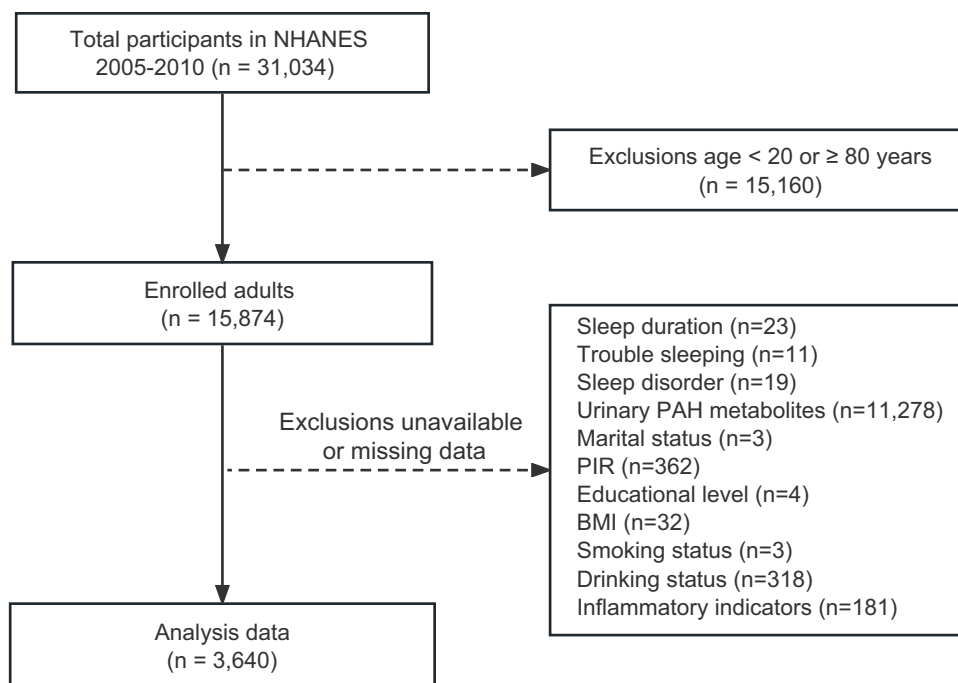 Total participants in NHANES
2005-2010 (n = 31,034)
Exclusions age < 20 or ≥ 80 years
(n = 15,160)
Enrolled adults
(n = 15,874)
Exclusions unavailable
or missing data
Sleep duration (n=23)
Trouble sleeping (n=11)
Sleep disorder (n=19)
Urinary PAH metabolites (n=11,278)
Marital status (n=3)
PIR (n=362)
Educational level (n=4)
BMI (n=32)
Smoking status (n=3)
Drinking status (n=318)
Inflammatory indicators (n=181)
Analysis data
(n = 3,640)